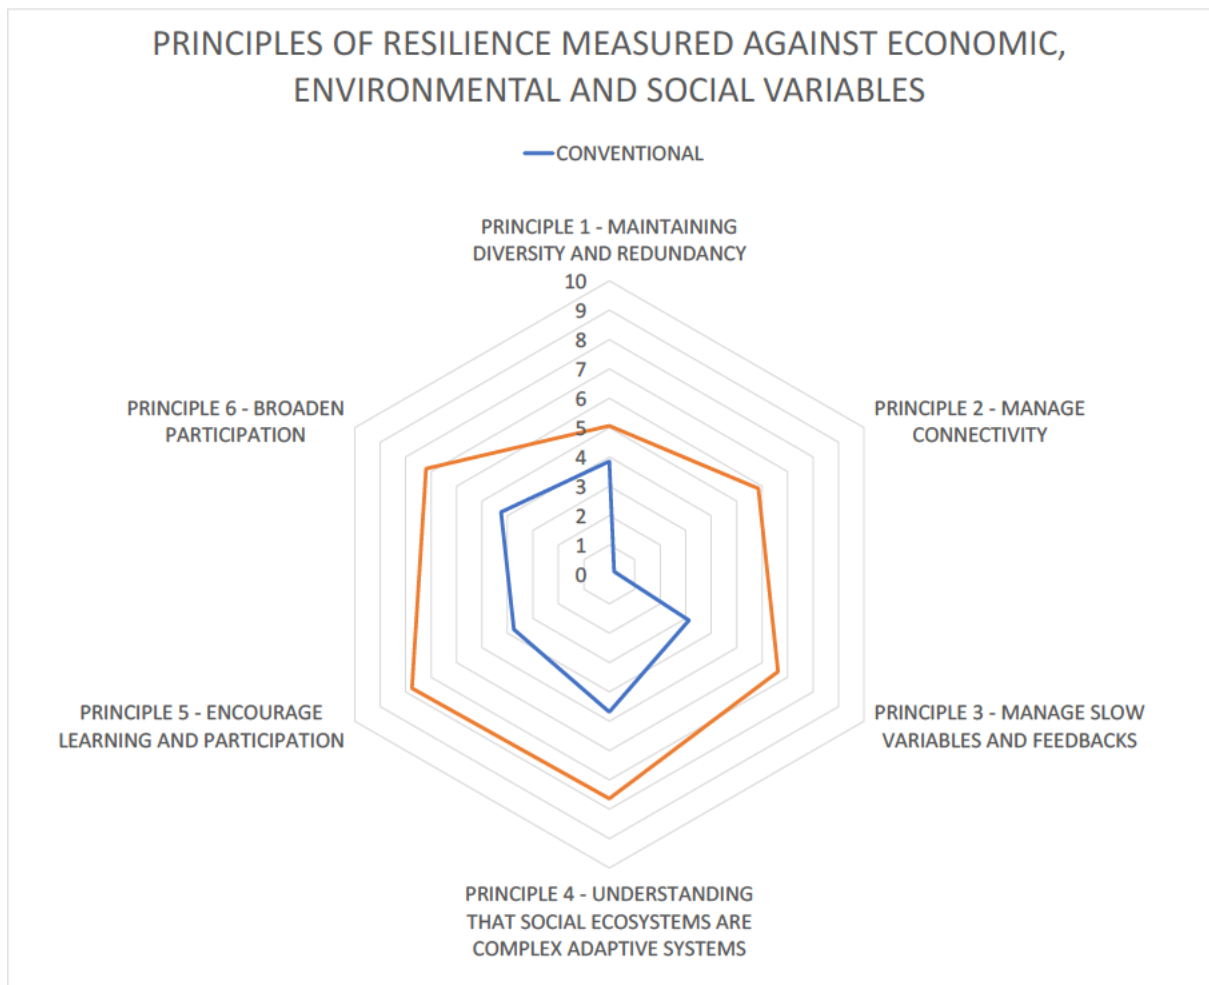 PRINCIPLES OF RESILIENCE MEASURED AGAINST ECONOMIC,
ENVIRONMENTAL AND SOCIAL VARIABLES
CONVENTIONAL
PRINCIPLE 1 - MAINTAINING
DIVERSITY AND REDUNDANCY
10
9
8
7
6
5
4
3
2
1
0
PRINCIPLE 2 - MANAGE
CONNECTIVITY
PRINCIPLE 3 - MANAGE SLOW
VARIABLES AND FEEDBACKS
PRINCIPLE 4 - UNDERSTANDING
THAT SOCIAL ECOSYSTEMS ARE
COMPLEX ADAPTIVE SYSTEMS
PRINCIPLE 5 - ENCOURAGE
LEARNING AND PARTICIPATION
PRINCIPLE 6 - BROADEN
PARTICIPATION